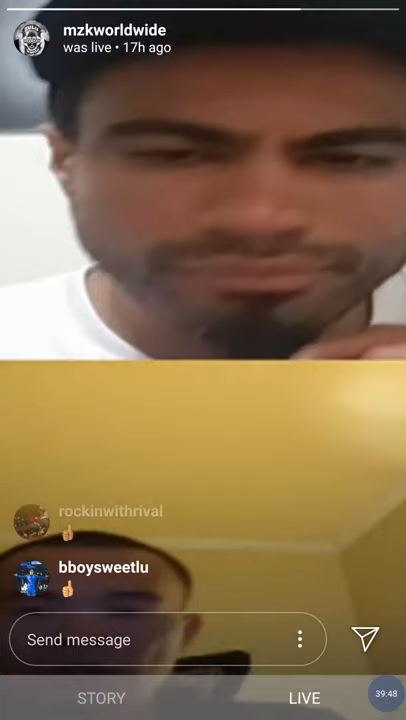 mzkworldwide
was live • 17h ago
rockinwithrival
👍
bboysweetlu
👍
Send message
STORY LIVE
39:48